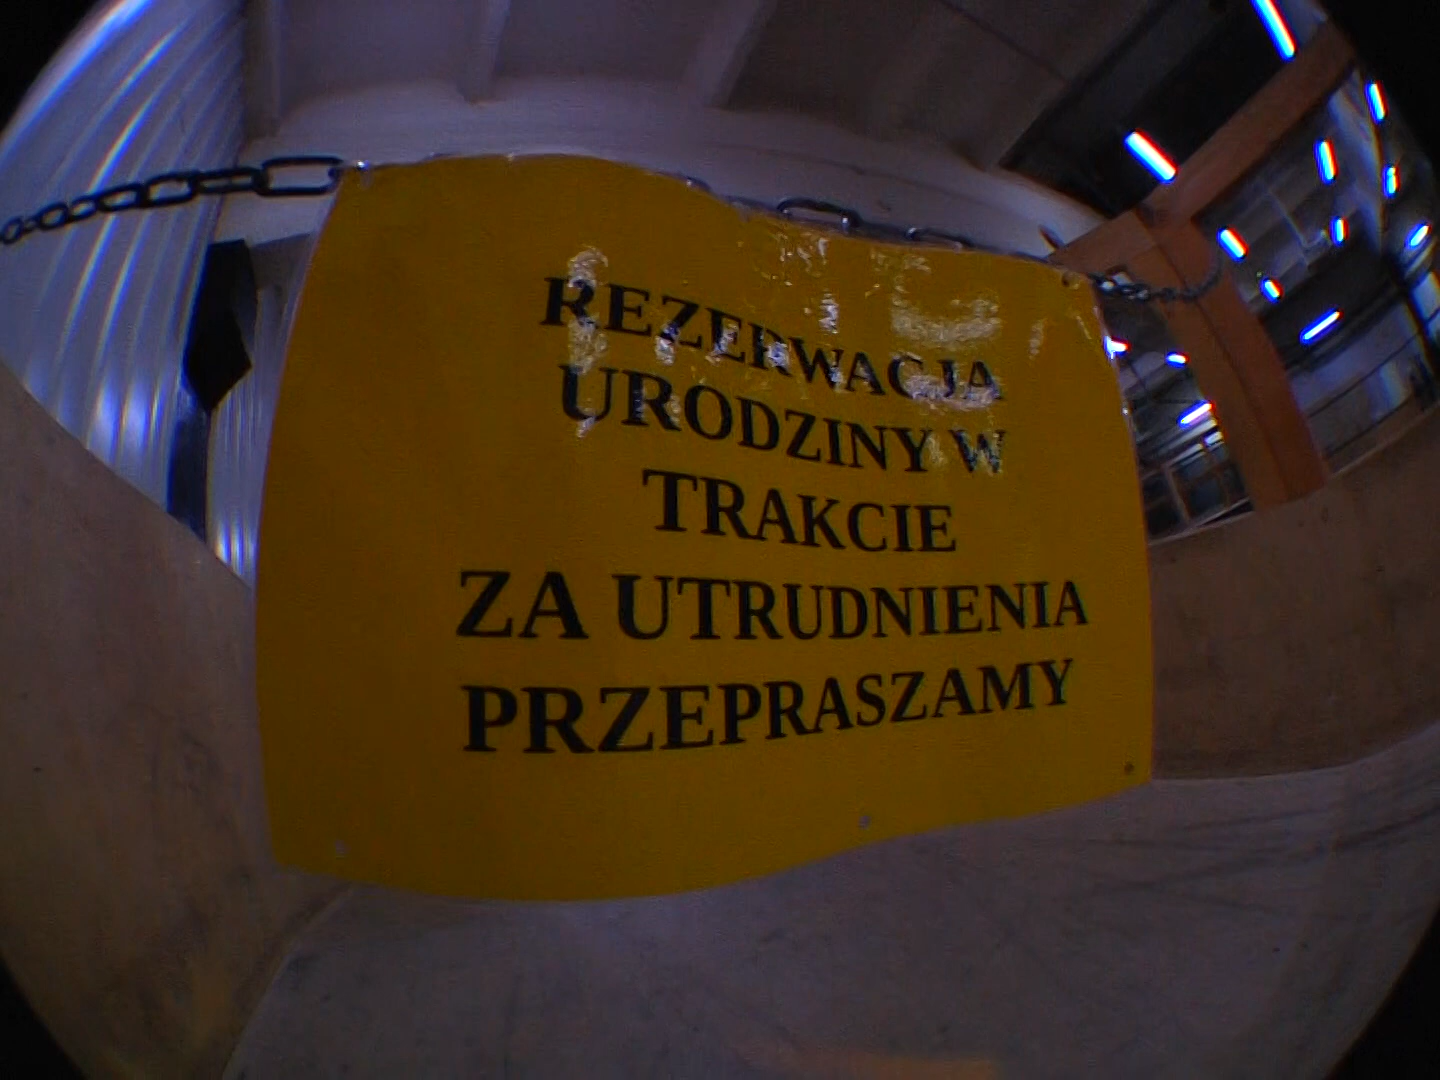 REZERWACJA
URODZINY W
TRAKCIE
ZA UTRUDNIENIA
PRZEPRASZAMY